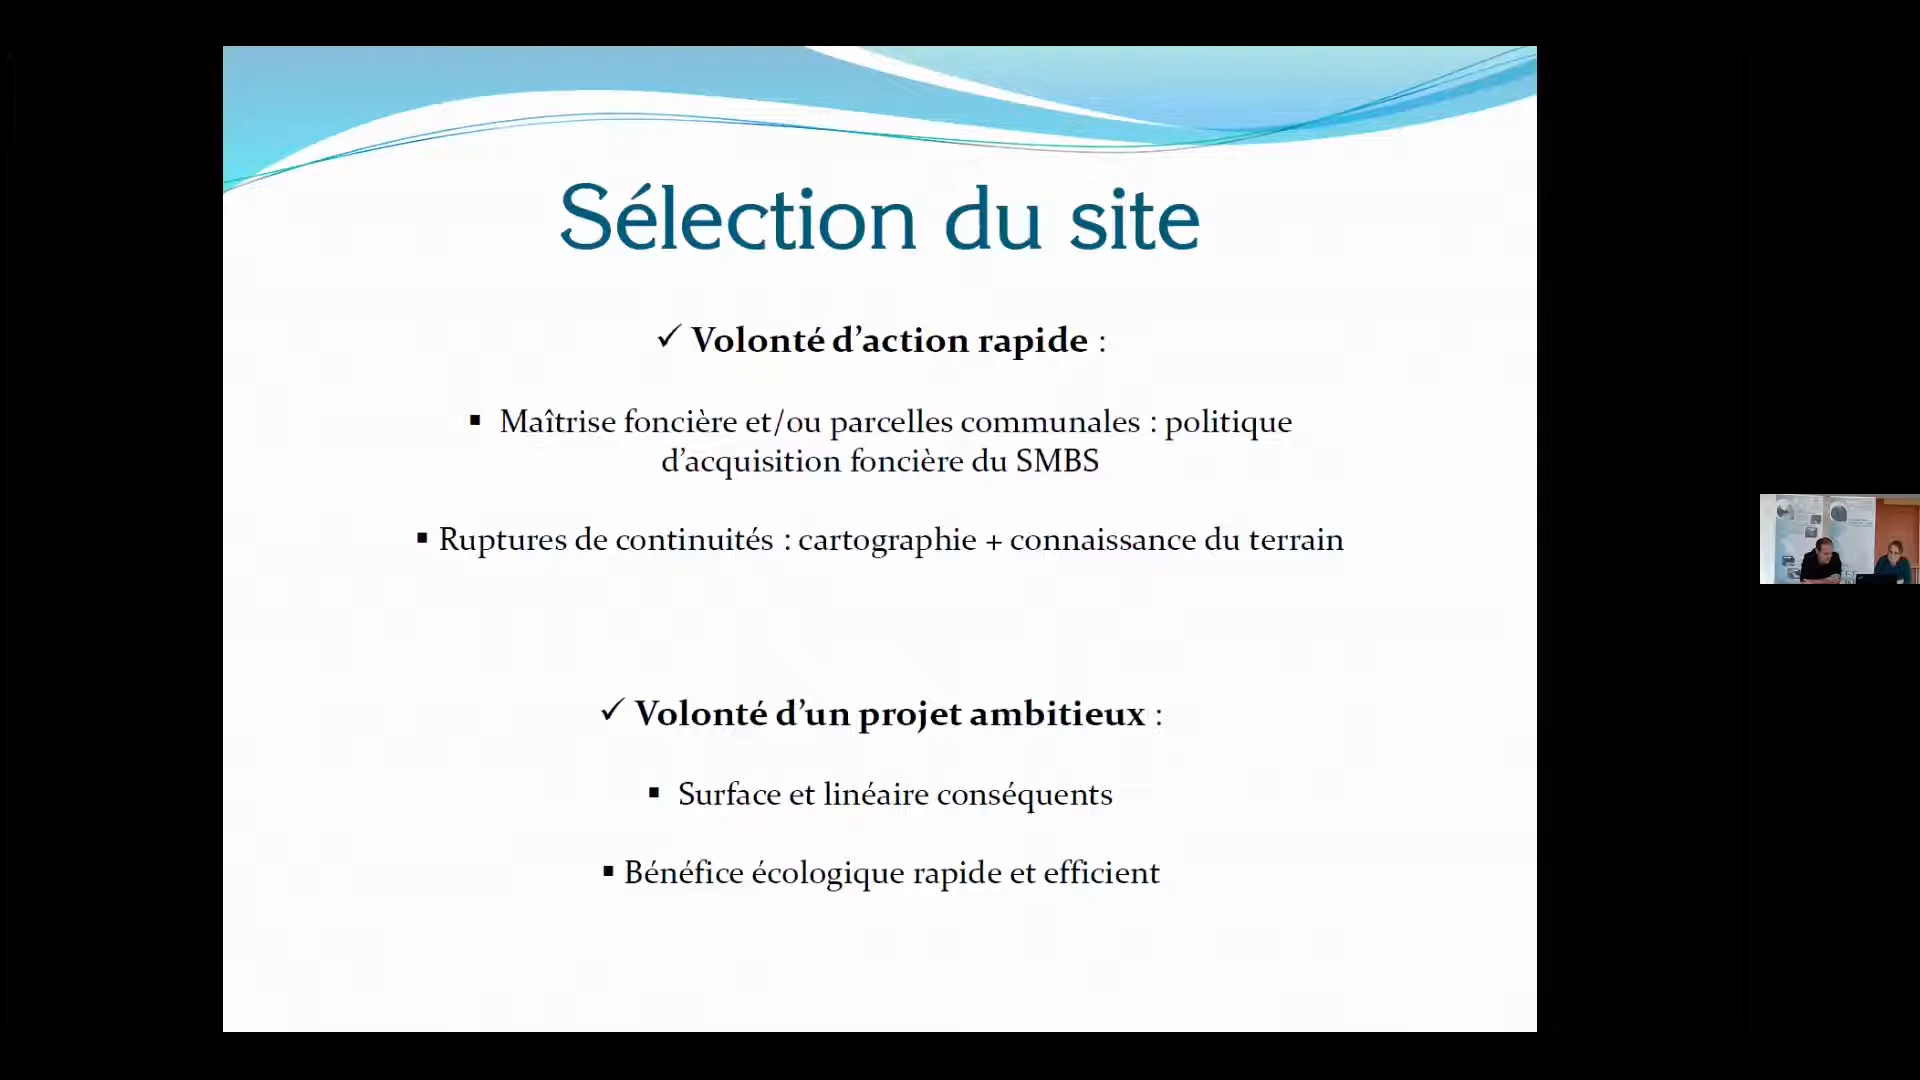 Sélection du site
✓ Volonté d’action rapide :
▪ Maîtrise foncière et/ou parcelles communales : politique
d’acquisition foncière du SMBS
▪ Ruptures de continuités : cartographie + connaissance du terrain
✓ Volonté d’un projet ambitieux :
▪ Surface et linéaire conséquents
▪ Bénéfice écologique rapide et efficient